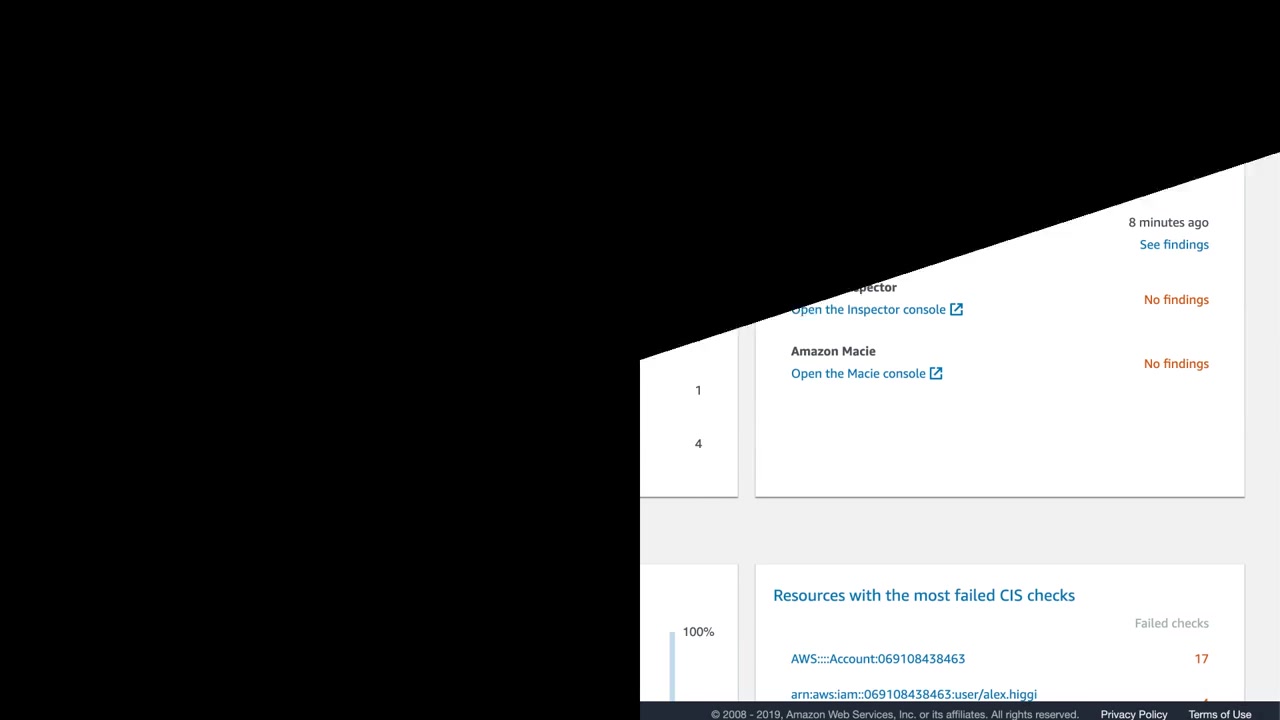 8 minutes ago
See findings
No findings
Open the Inspector console
Amazon Macie
No findings
Open the Macie console
1
4
Resources with the most failed CIS checks
Failed checks
100%
AWS::::Account:069108438463 17
arn:aws:iam::069108438463:user/alex.higgi
© 2008 - 2019, Amazon Web Services, Inc. or its affiliates. All rights reserved. Privacy Policy Terms of Use